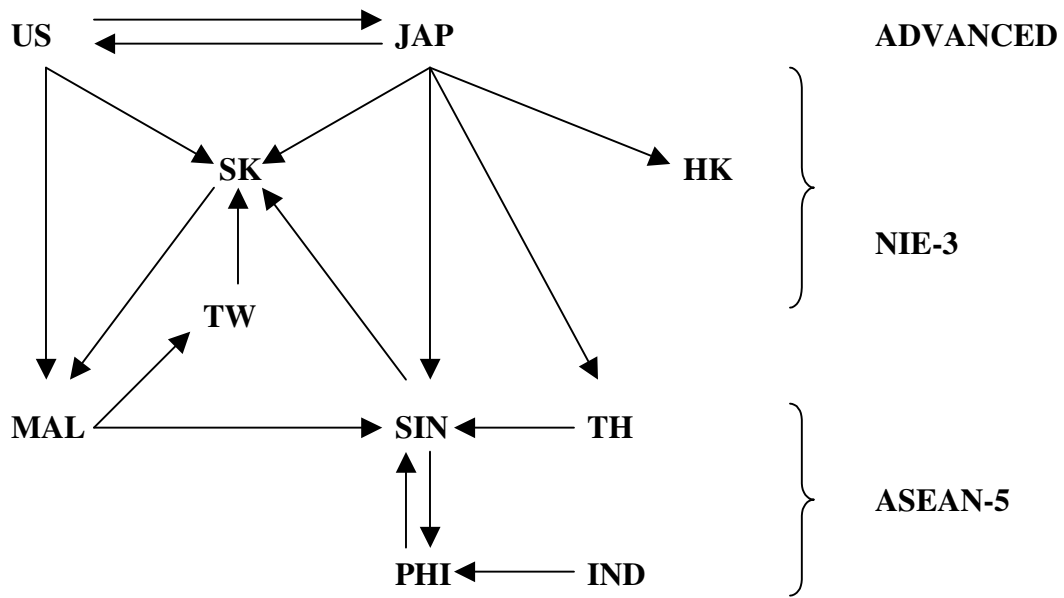 US JAP ADVANCED
SK HK
NIE-3
TW
MAL SIN TH
ASEAN-5
PHI IND